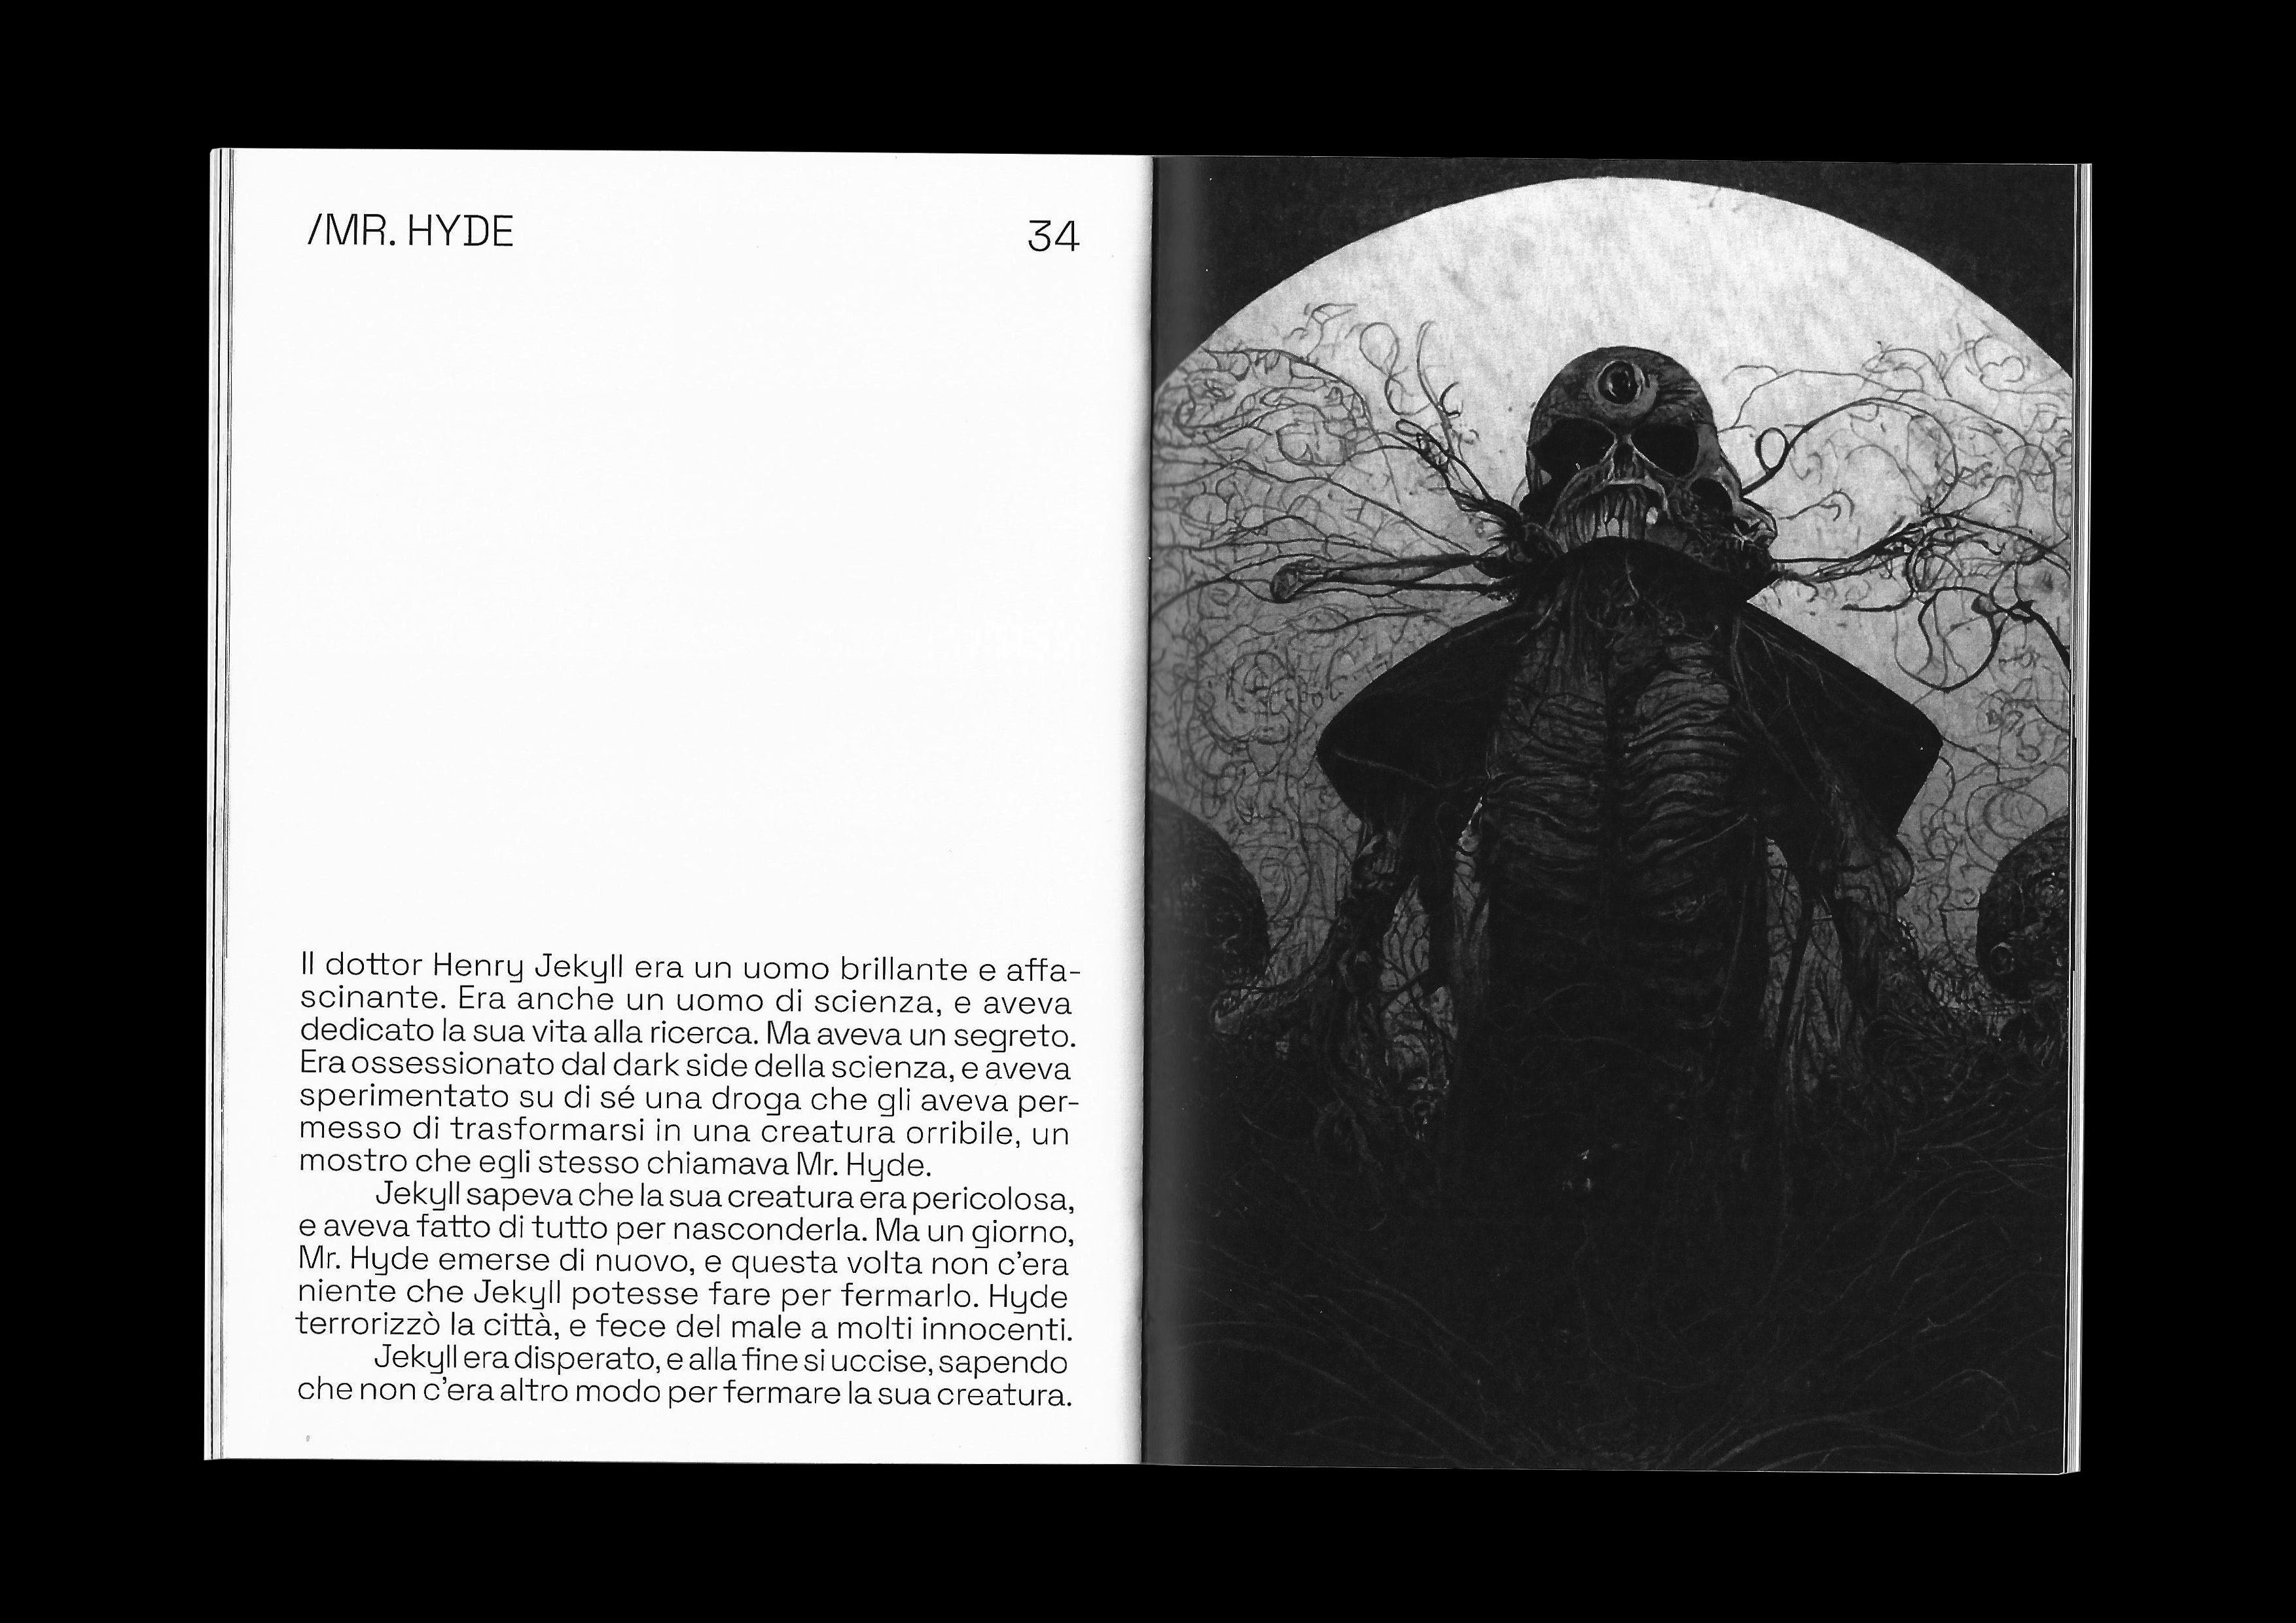 /MR. HYDE
34
Il dottor Henry Jekyll era un uomo brillante e affa-
scinante. Era anche un uomo di scienza, e aveva
dedicato la sua vita alla ricerca. Ma aveva un segreto.
Era ossessionato dal dark side della scienza, e aveva
sperimentato su di sé una droga che gli aveva per-
messo di trasformarsi in una creatura orribile, un
mostro che egli stesso chiamava Mr. Hyde.
Jekyll sapeva che la sua creatura era pericolosa,
e aveva fatto di tutto per nasconderla. Ma un giorno,
Mr. Hyde emerse di nuovo, e questa volta non c’era
niente che Jekyll potesse fare per fermarlo. Hyde
terrorizzò la città, e fece del male a molti innocenti.
Jekyll era disperato, e alla fine si uccise, sapendo
che non c’era altro modo per fermare la sua creatura.